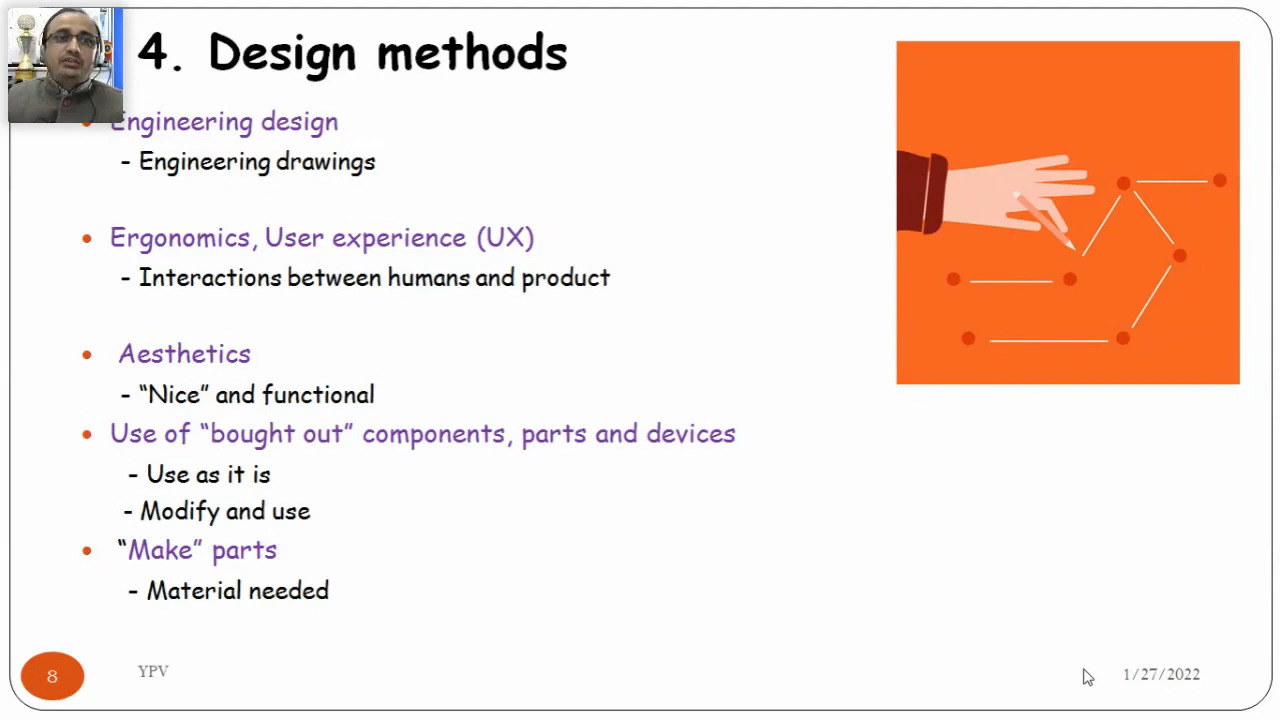 4. Design methods
• Engineering design
- Engineering drawings
• Ergonomics, User experience (UX)
- Interactions between humans and product
• Aesthetics
- “Nice” and functional
• Use of “bought out” components, parts and devices
- Use as it is
- Modify and use
• “Make” parts
- Material needed
8
YPV
1/27/2022